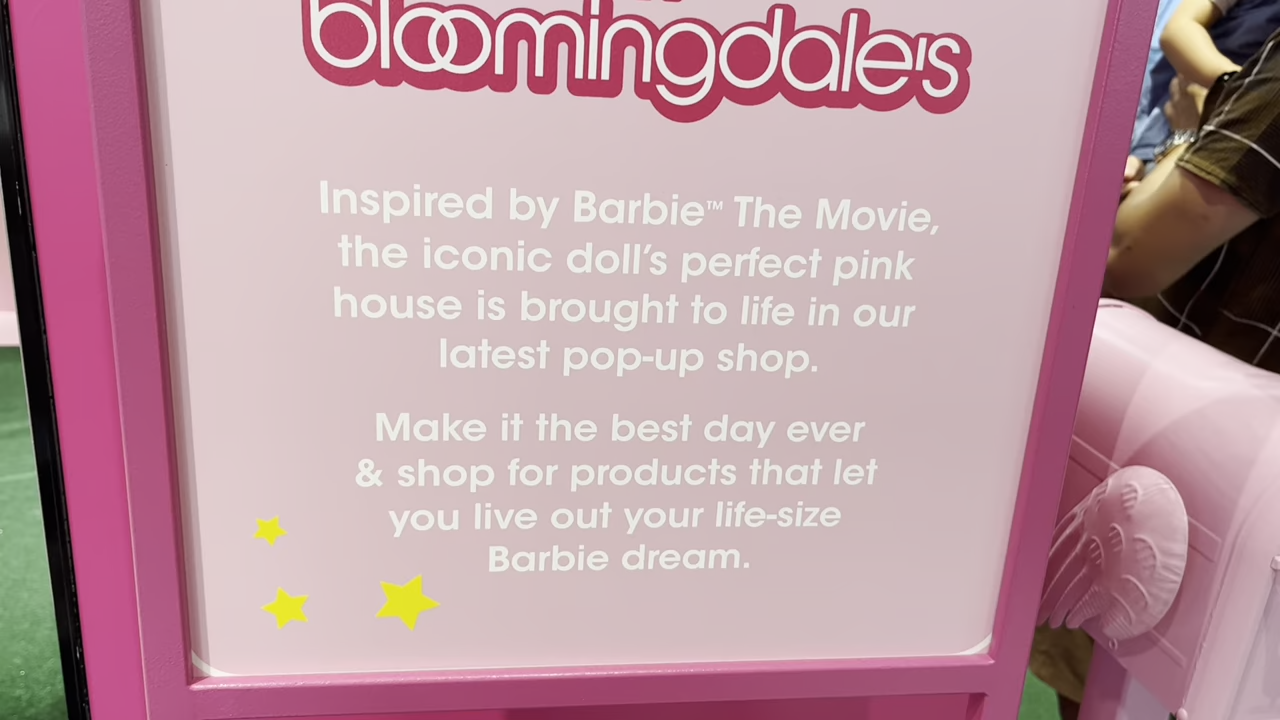 bloomingdale's
Inspired by Barbie™ The Movie,
the iconic doll's perfect pink
house is brought to life in our
latest pop-up shop.
Make it the best day ever
& shop for products that let
you live out your life-size
Barbie dream.